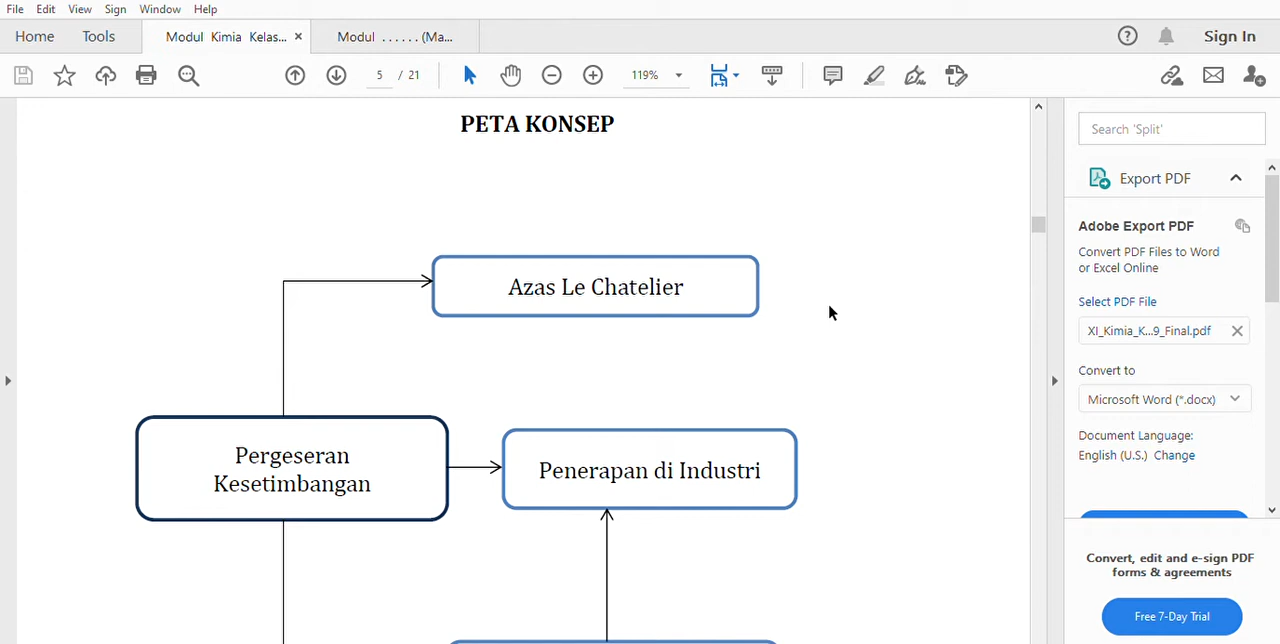 File Edit View Sign Window Help
Home Tools Modul Kimia Kelas... × Modul ......(Ma... Sign In
5 / 21 119%
PETA KONSEP
Azas Le Chatelier
Pergeseran
Kesetimbangan
Penerapan di Industri
Search 'Split'
Export PDF
Adobe Export PDF
Convert PDF Files to Word
or Excel Online
Select PDF File
XI_Kimia_K...9_Final.pdf
Convert to
Microsoft Word (*.docx)
Document Language:
English (U.S.) Change
Convert, edit and e-sign PDF
forms & agreements
Free 7-Day Trial